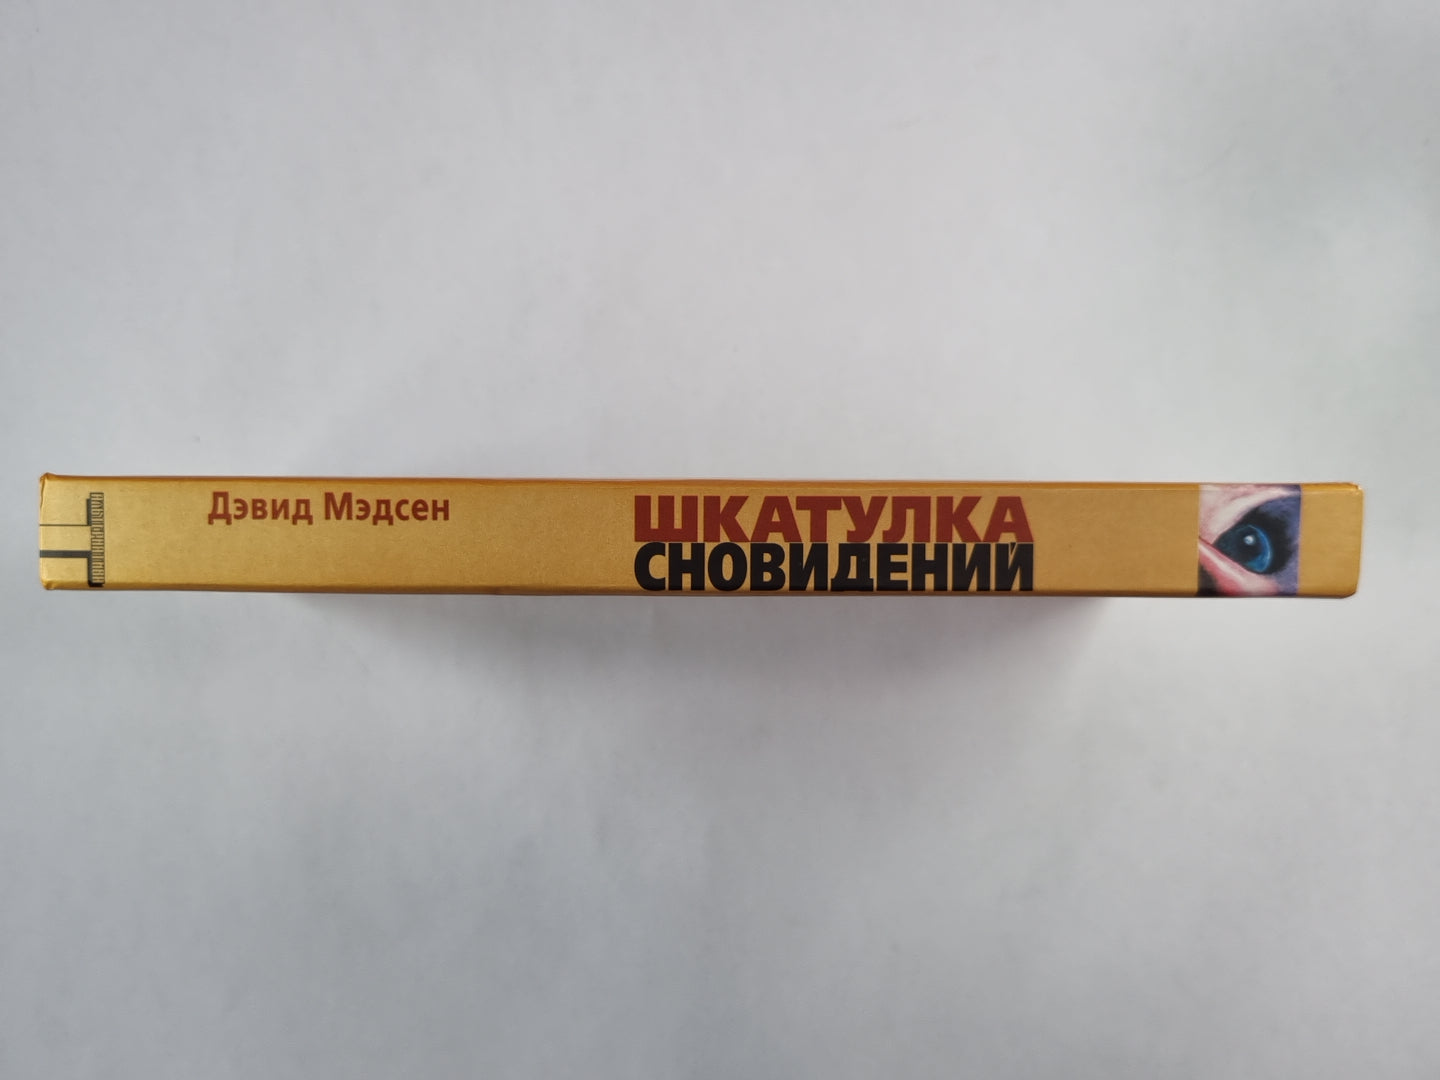 Дэвид Мэдсен
ШКАТУЛКА
СНОВИДЕНИЙ